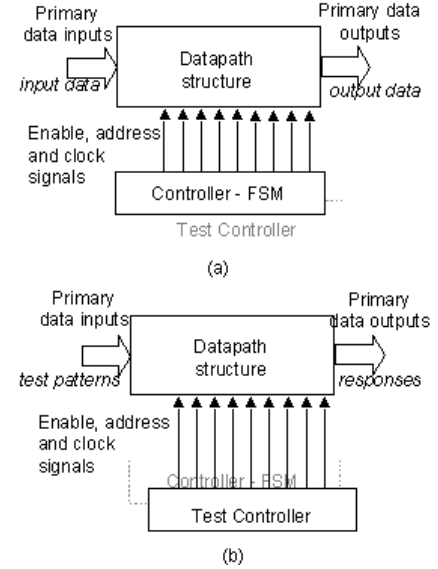 Primary
data inputs
Primary data
outputs
Datapath
structure
input data
output data
Enable, address
and clock
signals
Controller - FSM
Test Controller
(a)
Primary
data inputs
Primary
data outputs
Datapath
structure
test patterns
responses
Enable, address
and clock
signals
Controller - FSM
Test Controller
(b)